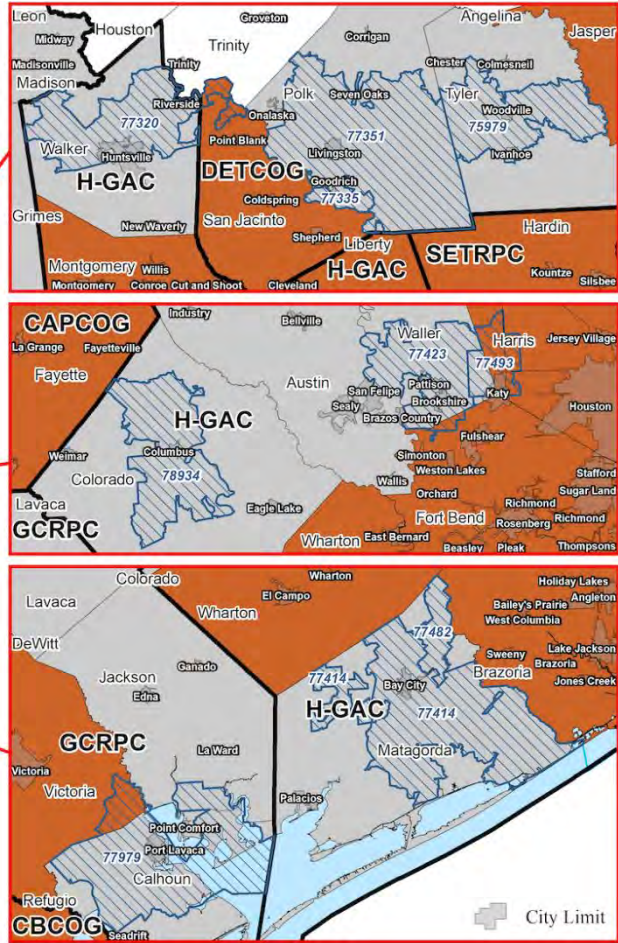 Leon
Midway
Madisonville
Madison
Houston
Groveton
Trinity
Trinity
Riverside
77320
Walker
Huntsville
H-GAC
New Waverly
Grimes
Montgomery
Willis
Montgomery
Conroe
Cut and Shoot
Cleveland
Corrigan
Angelina
Jasper
Polk
Seven Oaks
Chester
Colmesneil
Tyler
Woodville
75979
Ivanhoe
Onalaska
Point Blank
77351
Livingston
DETCOG
Goodrich
77335
Coldspring
San Jacinto
Shepherd
Liberty
H-GAC
SETRPC
Hardin
Kountze
Silsbee
CAPCOG
La Grange
Fayetteville
Fayette
Industry
Bellville
Austin
H-GAC
Weimar
Columbus
Colorado
78934
Eagle Lake
Lavaca
GCRPC
Waller
77423
Harris
Jersey Village
77493
San Felipe
Pattison
Sealy
Brookshire
Katy
Brazos Country
Houston
Fulshear
Simonton
Weston Lakes
Wallis
Orchard
Stafford
Sugar Land
Richmond
Fort Bend
Rosenberg
Richmond
Wharton
East Bernard
Beasley
Pleak
Thompsons
Colorado
Wharton
El Campo
Lavaca
Wharton
DeWitt
Jackson
Ganado
Edna
GCRPC
La Ward
Victoria
Victoria
Point Comfort
77979
Port Lavaca
Calhoun
Refugio
CBCOG
Seadrift
Holiday Lakes
Angleton
Bailey's Prairie
West Columbia
77482
Sweeny
Lake Jackson
Brazoria
Brazoria
Jones Creek
77414
Bay City
H-GAC
77414
Matagorda
Palacios
City Limit